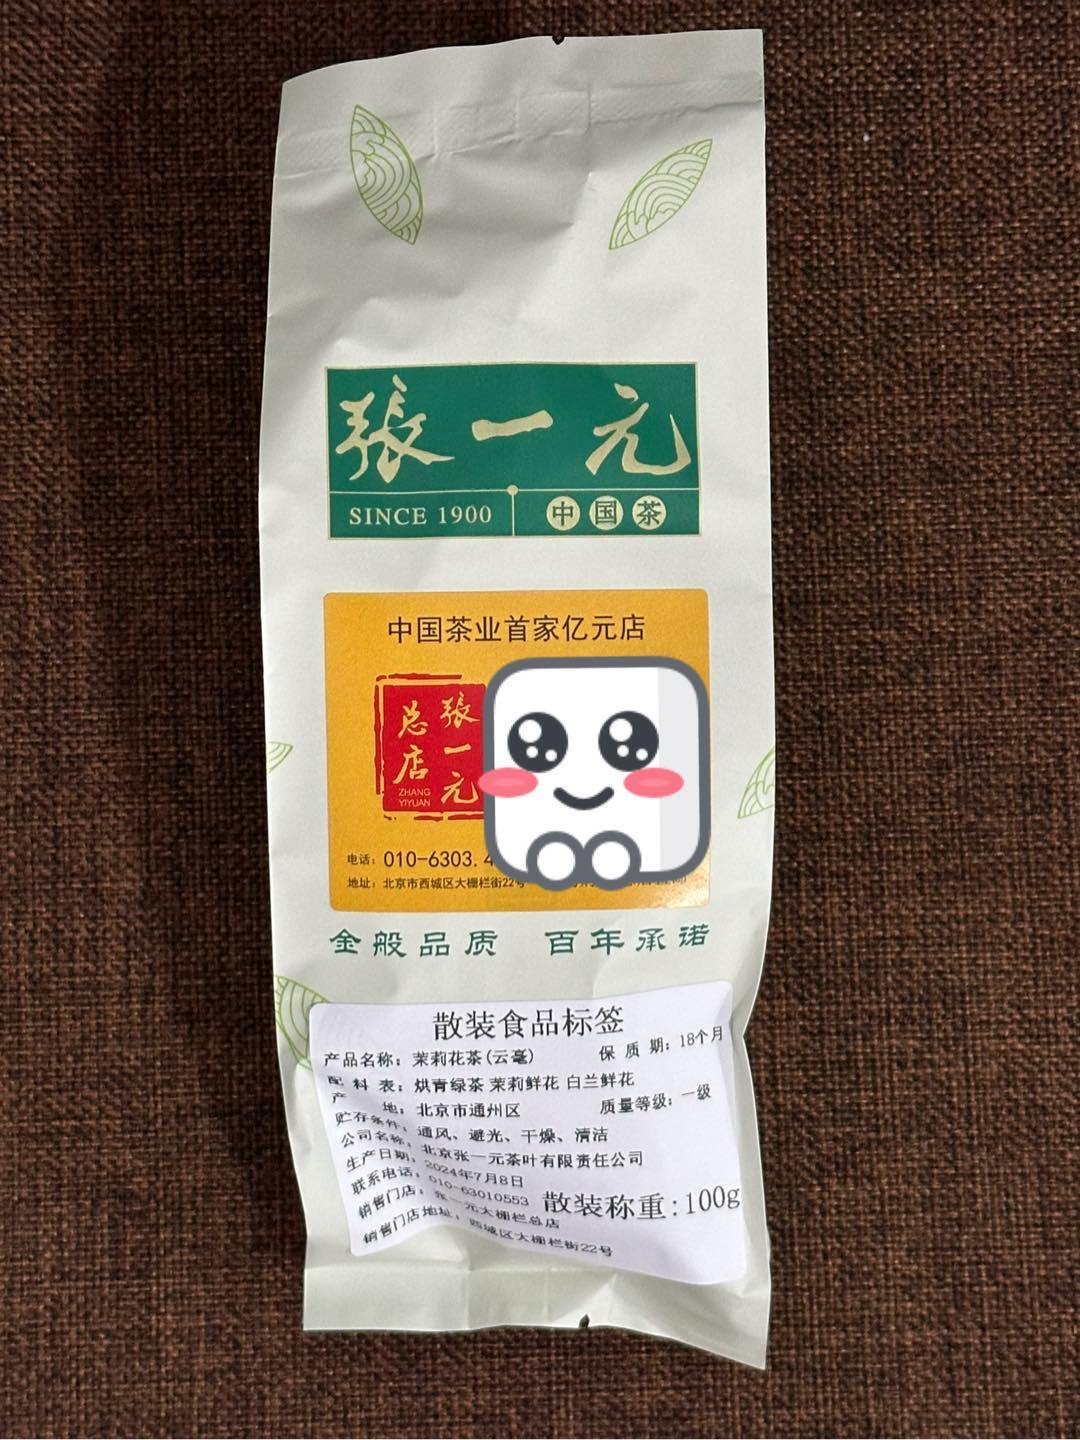 張一元
SINCE 1900 中国茶
中国茶业首家亿元店
張一元
总店
ZHANG
YIYUAN
电话：010-6303.4
地址：北京市西城区大栅栏街22号
金般品质 百年承诺
散装食品标签
产品名称：茉莉花茶(云毫) 保质期：18个月
配料表：烘青绿茶 茉莉鲜花 白兰鲜花
产地：北京市通州区 质量等级：一级
贮存条件：通风、避光、干燥、清洁
公司名称：北京张一元茶叶有限责任公司
生产日期：2024年7月8日
联系电话：010-63010553 散装称重:100g
销售门店：张一元大栅栏总店
销售门店地址：西城区大栅栏街22号